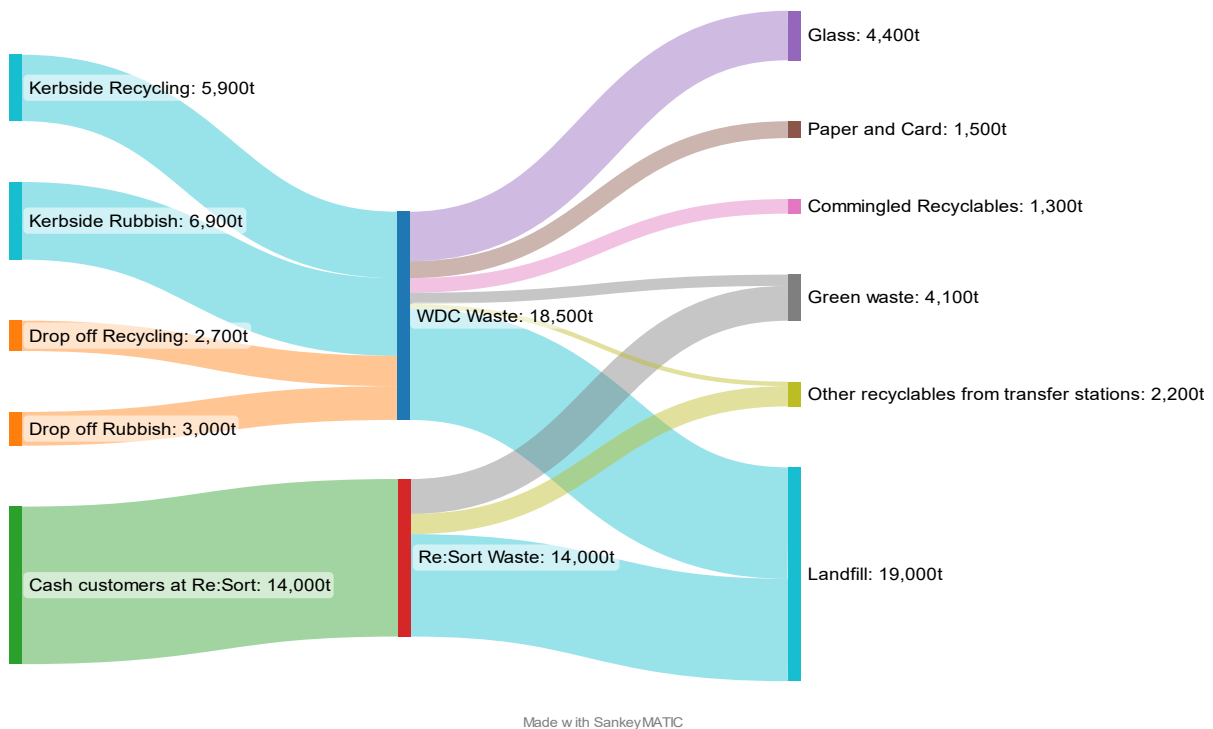 Kerbside Recycling: 5,900t
Kerbside Rubbish: 6,900t
Drop off Recycling: 2,700t
Drop off Rubbish: 3,000t
Cash customers at Re:Sort: 14,000t
WDC Waste: 18,500t
Re:Sort Waste: 14,000t
Glass: 4,400t
Paper and Card: 1,500t
Commingled Recyclables: 1,300t
Green waste: 4,100t
Other recyclables from transfer stations: 2,200t
Landfill: 19,000t
Made with SankeyMATIC